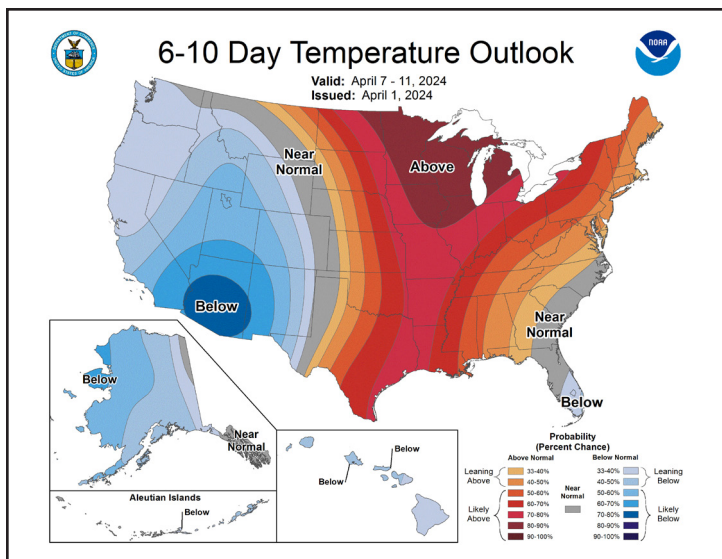 6-10 Day Temperature Outlook
Valid: April 7 - 11, 2024
Issued: April 1, 2024
NOAA
Near
Normal
Above
Below
Near
Normal
Below
Below
Near
Normal
Aleutian Islands
Below
Below
Below
Probability
(Percent Chance)
Above Normal
Below Normal
Leaning
Above
33-40%
40-50%
Likely
Above
50-60%
60-70%
70-80%
80-90%
90-100%
Near
Normal
33-40%
40-50%
Leaning
Below
50-60%
60-70%
70-80%
80-90%
90-100%
Likely
Below